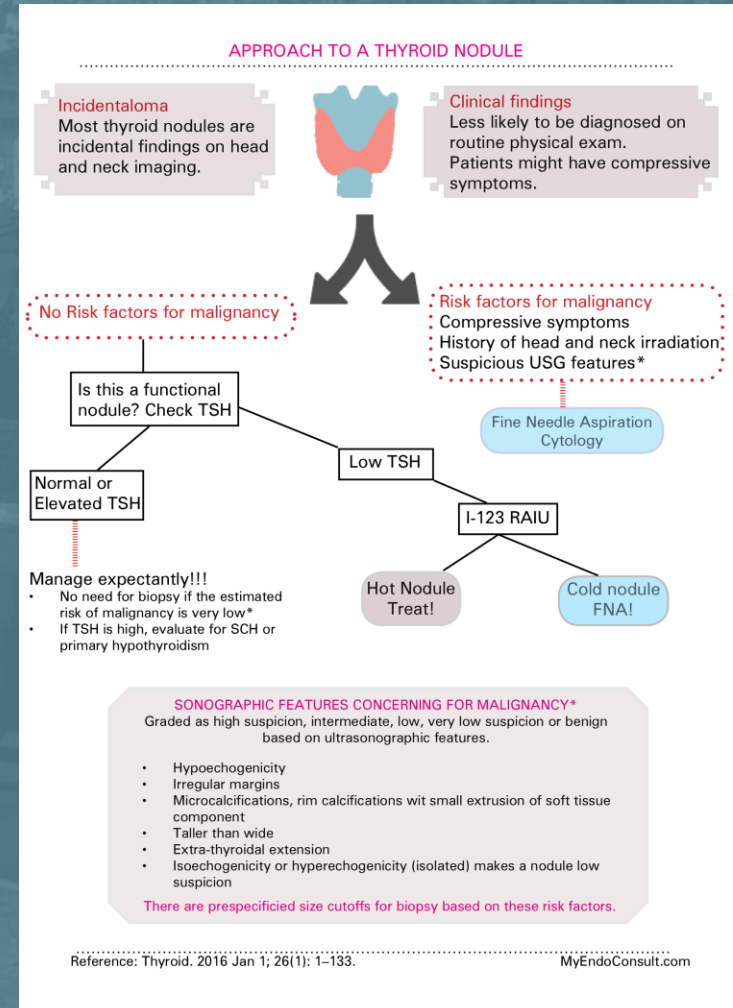 APPROACH TO A THYROID NODULE
Incidentaloma
Most thyroid nodules are
incidental findings on head
and neck imaging.
Clinical findings
Less likely to be diagnosed on
routine physical exam.
Patients might have compressive
symptoms.
No Risk factors for malignancy
Risk factors for malignancy
Compressive symptoms
History of head and neck irradiation
Suspicious USG features*
Fine Needle Aspiration
Cytology
Is this a functional
nodule? Check TSH
Low TSH
Normal or
Elevated TSH
I-123 RAIU
Manage expectantly!!!
• No need for biopsy if the estimated
risk of malignancy is very low*
• If TSH is high, evaluate for SCH or
primary hypothyroidism
Hot Nodule
Treat!
Cold nodule
FNA!
SONOGRAPHIC FEATURES CONCERNING FOR MALIGNANCY*
Graded as high suspicion, intermediate, low, very low suspicion or benign
based on ultrasonographic features.
• Hypoechogenicity
• Irregular margins
• Microcalcifications, rim calcifications wit small extrusion of soft tissue
component
• Taller than wide
• Extra-thyroidal extension
• Isoechogenicity or hyperechogenicity (isolated) makes a nodule low
suspicion
There are prespecificied size cutoffs for biopsy based on these risk factors.
Reference: Thyroid. 2016 Jan 1; 26(1): 1–133.
MyEndoConsult.com